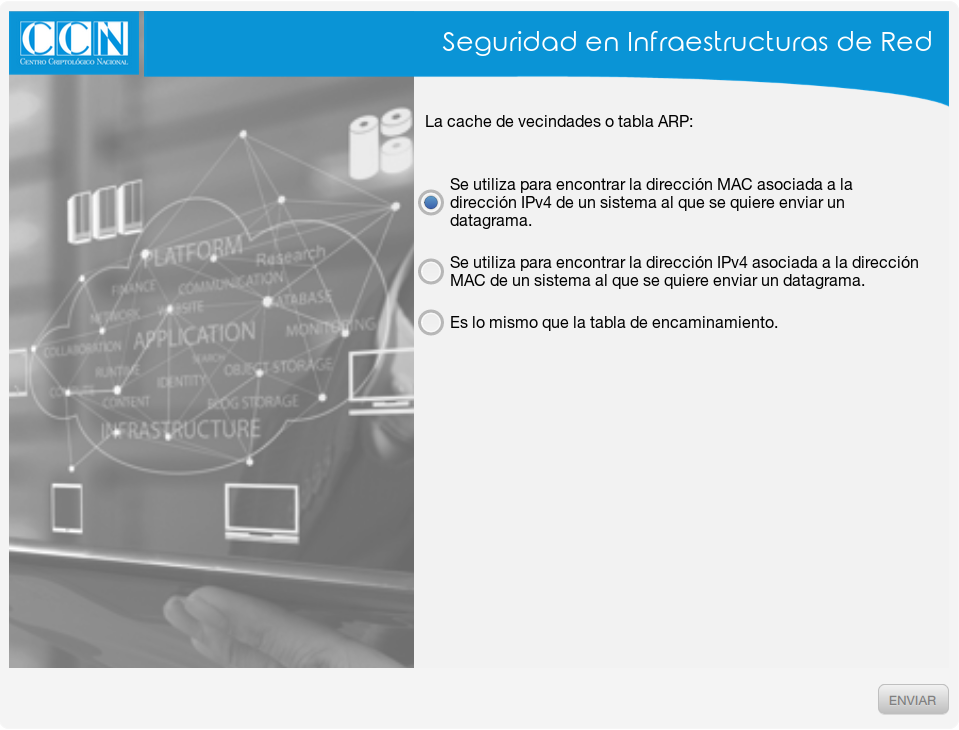 CCN
CENTRO CRIPTOLÓGICO NACIONAL
Seguridad en Infraestructuras de Red
La cache de vecindades o tabla ARP:
Se utiliza para encontrar la dirección MAC asociada a la
dirección IPv4 de un sistema al que se quiere enviar un
datagrama.
Se utiliza para encontrar la dirección IPv4 asociada a la dirección
MAC de un sistema al que se quiere enviar un datagrama.
Es lo mismo que la tabla de encaminamiento.
PLATFORM
Research
FINANCE
COMMUNICATION
DATABASE
NETWORK
WEBSITE
APPLICATION
MONITORING
COLLABORATION
SEARCH
RUNTIME
IDENTITY
OBJECT STORAGE
COMPUTE
CONTENT
BLOG STORAGE
INFRASTRUCTURE
ENVIAR